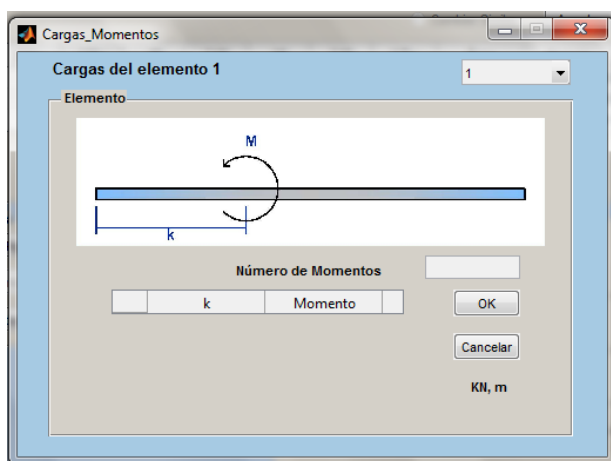 Cargas_Momentos
Cargas del elemento 1
1
Elemento
M
k
Número de Momentos
k Momento
OK
Cancelar
KN, m